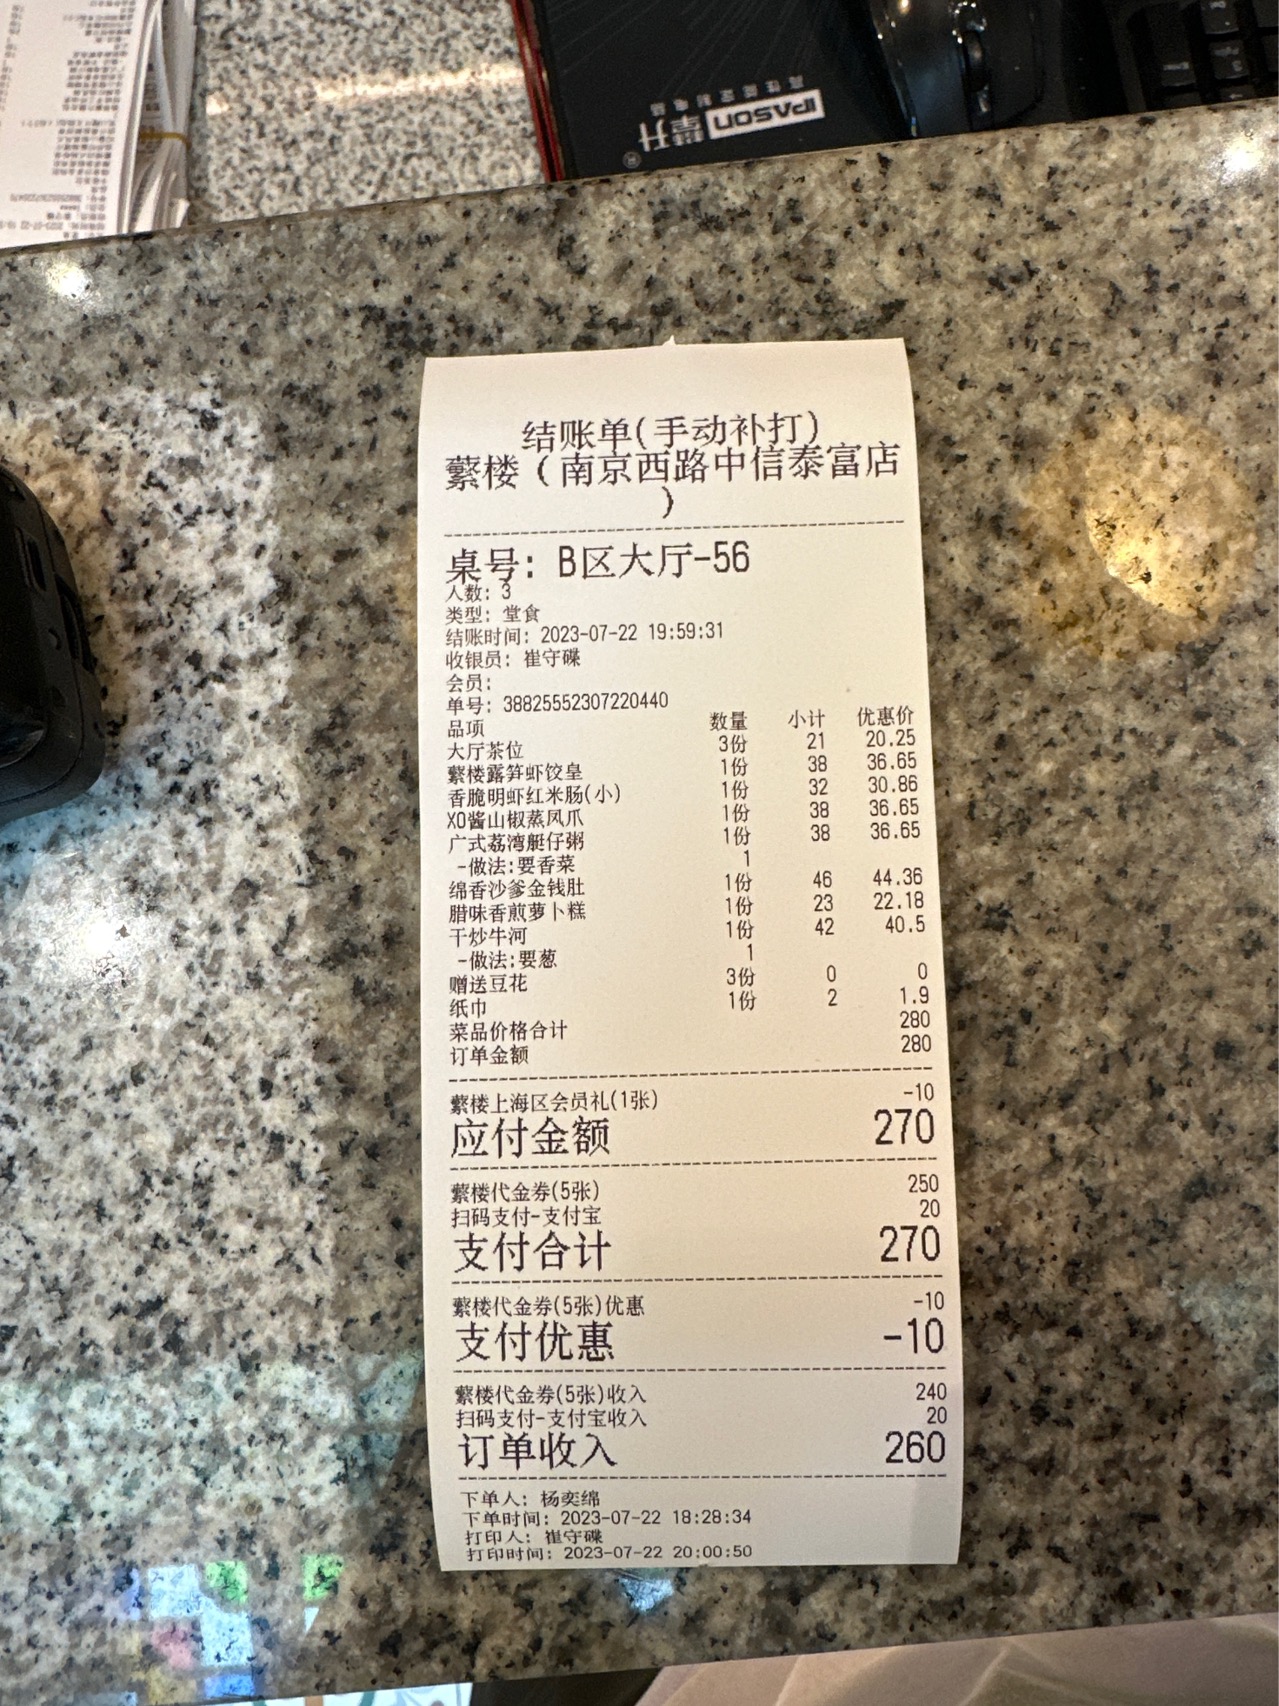 IPASON 攀升®
高性能定制电脑
结账单(手动补打)
蘩楼（南京西路中信泰富店
）
桌号: B区大厅-56
人数: 3
类型: 堂食
结账时间: 2023-07-22 19:59:31
收银员: 崔守碟
会员:
单号: 38825552307220440
品项 数量 小计 优惠价
大厅茶位 3份 21 20.25
蘩楼露笋虾饺皇 1份 38 36.65
香脆明虾红米肠(小) 1份 32 30.86
XO酱山椒蒸凤爪 1份 38 36.65
广式荔湾艇仔粥 1份 38 36.65
-做法:要香菜 1
绵香沙爹金钱肚 1份 46 44.36
腊味香煎萝卜糕 1份 23 22.18
干炒牛河 1份 42 40.5
-做法:要葱 1
赠送豆花 3份 0 0
纸巾 1份 2 1.9
菜品价格合计 280
订单金额 280
蘩楼上海区会员礼(1张) -10
应付金额 270
蘩楼代金券(5张) 250
扫码支付-支付宝 20
支付合计 270
蘩楼代金券(5张)优惠 -10
支付优惠 -10
蘩楼代金券(5张)收入 240
扫码支付-支付宝收入 20
订单收入 260
下单人: 杨奕绵
下单时间: 2023-07-22 18:28:34
打印人: 崔守碟
打印时间: 2023-07-22 20:00:50